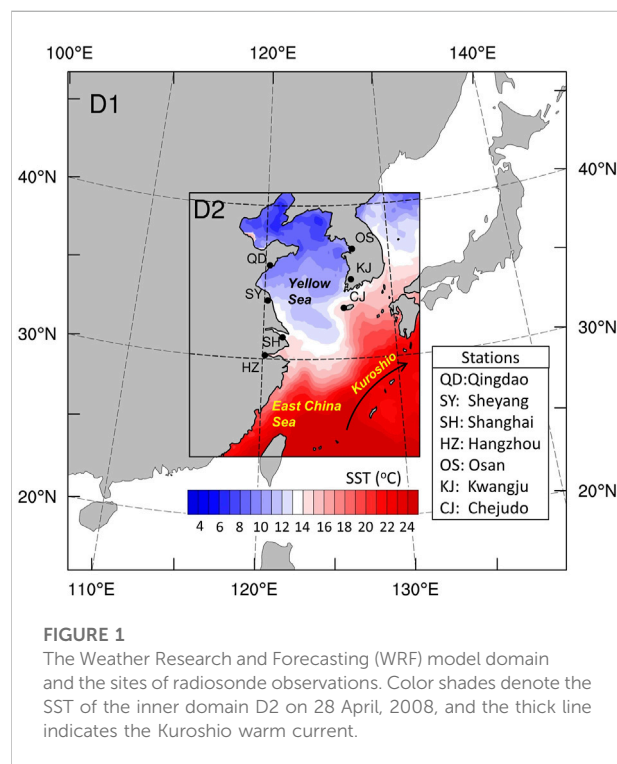 100°E 120°E 140°E
D1
40°N 40°N
D2
OS
QD
KJ
Yellow
Sea
SY
CJ
30°N 30°N
SH
HZ
Kuroshio
East China
Sea
Stations
QD:Qingdao
SY: Sheyang
SH: Shanghai
HZ: Hangzhou
OS: Osan
KJ: Kwangju
CJ: Chejudo
SST (°C)
4 6 8 10 12 14 16 18 20 22 24
20°N 20°N
110°E 120°E 130°E
FIGURE 1
The Weather Research and Forecasting (WRF) model domain
and the sites of radiosonde observations. Color shades denote the
SST of the inner domain D2 on 28 April, 2008, and the thick line
indicates the Kuroshio warm current.